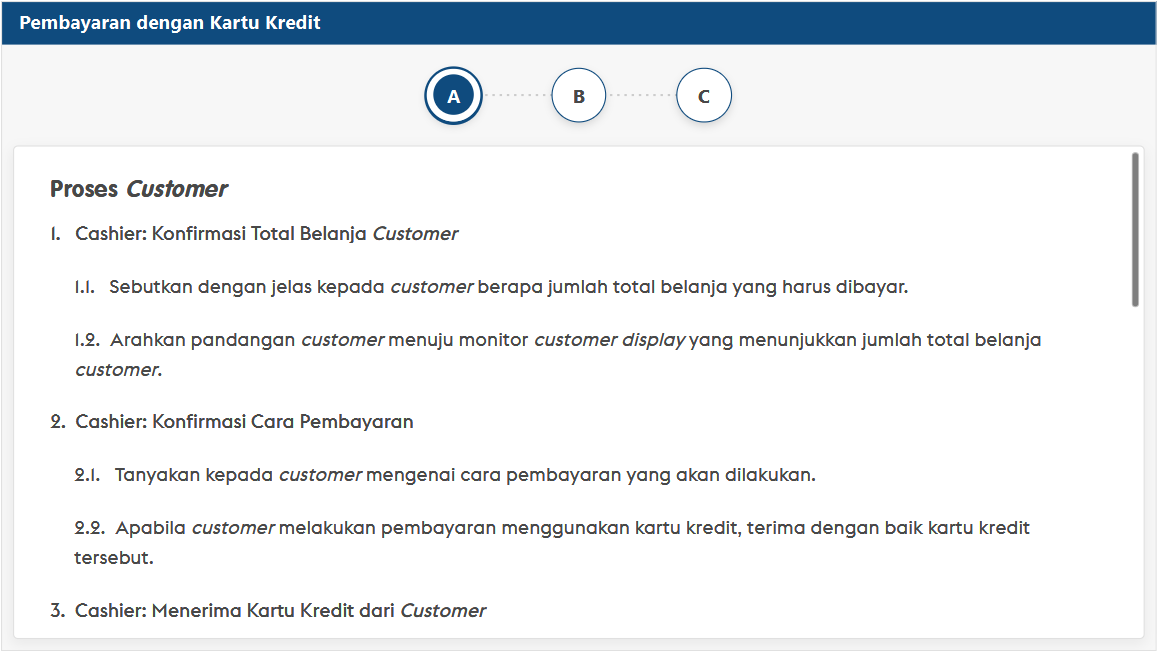 Pembayaran dengan Kartu Kredit
A B C
Proses Customer
1. Cashier: Konfirmasi Total Belanja Customer
1.1. Sebutkan dengan jelas kepada customer berapa jumlah total belanja yang harus dibayar.
1.2. Arahkan pandangan customer menuju monitor customer display yang menunjukkan jumlah total belanja
customer.
2. Cashier: Konfirmasi Cara Pembayaran
2.1. Tanyakan kepada customer mengenai cara pembayaran yang akan dilakukan.
2.2. Apabila customer melakukan pembayaran menggunakan kartu kredit, terima dengan baik kartu kredit
tersebut.
3. Cashier: Menerima Kartu Kredit dari Customer